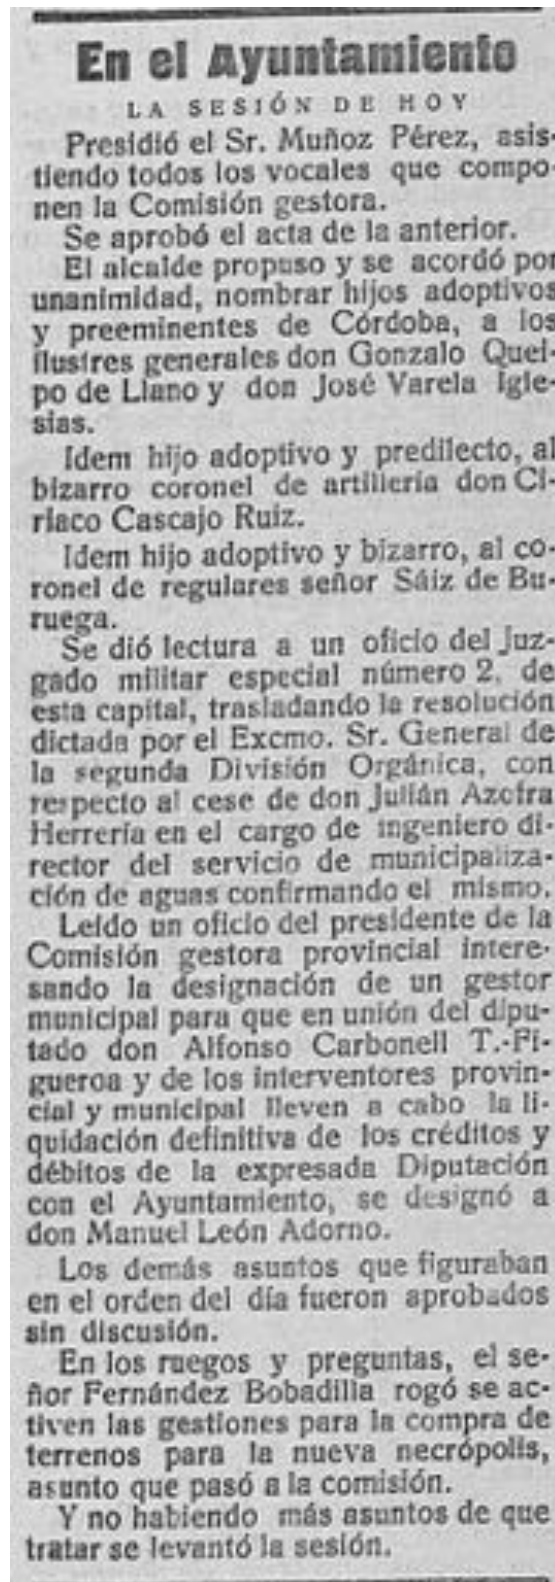 En el Ayuntamiento
LA SESIÓN DE HOY
Presidió el Sr. Muñoz Pérez, asis-
tiendo todos los vocales que compo-
nen la Comisión gestora.
Se aprobó el acta de la anterior.
El alcalde propuso y se acordó por
unanimidad, nombrar hijos adoptivos
y preeminentes de Córdoba, a los
ilustres generales don Gonzalo Quei-
po de Llano y don José Varela Igle-
sias.
Idem hijo adoptivo y predilecto, al
bizarro coronel de artillería don Ci-
riaco Cascajo Ruiz.
Idem hijo adoptivo y bizarro, al co-
ronel de regulares señor Sáiz de Bu-
ruega.
Se dió lectura a un oficio del Juz-
gado militar especial número 2, de
esta capital, trasladando la resolución
dictada por el Excmo. Sr. General de
la segunda División Orgánica, con
respecto al cese de don Julián Azofra
Herrería en el cargo de ingeniero di-
rector del servicio de municipaliza-
ción de aguas confirmando el mismo.
Leído un oficio del presidente de la
Comisión gestora provincial intere-
sando la designación de un gestor
municipal para que en unión del dipu-
tado don Alfonso Carbonell T.-Fi-
gueroa y de los interventores provin-
cial y municipal lleven a cabo la li-
quidación definitiva de los créditos y
débitos de la expresada Diputación
con el Ayuntamiento, se designó a
don Manuel León Adorno.
Los demás asuntos que figuraban
en el orden del día fueron aprobados
sin discusión.
En los ruegos y preguntas, el se-
ñor Fernández Bobadilla rogó se ac-
tiven las gestiones para la compra de
terrenos para la nueva necrópolis,
asunto que pasó a la comisión.
Y no habiendo más asuntos de que
tratar se levantó la sesión.